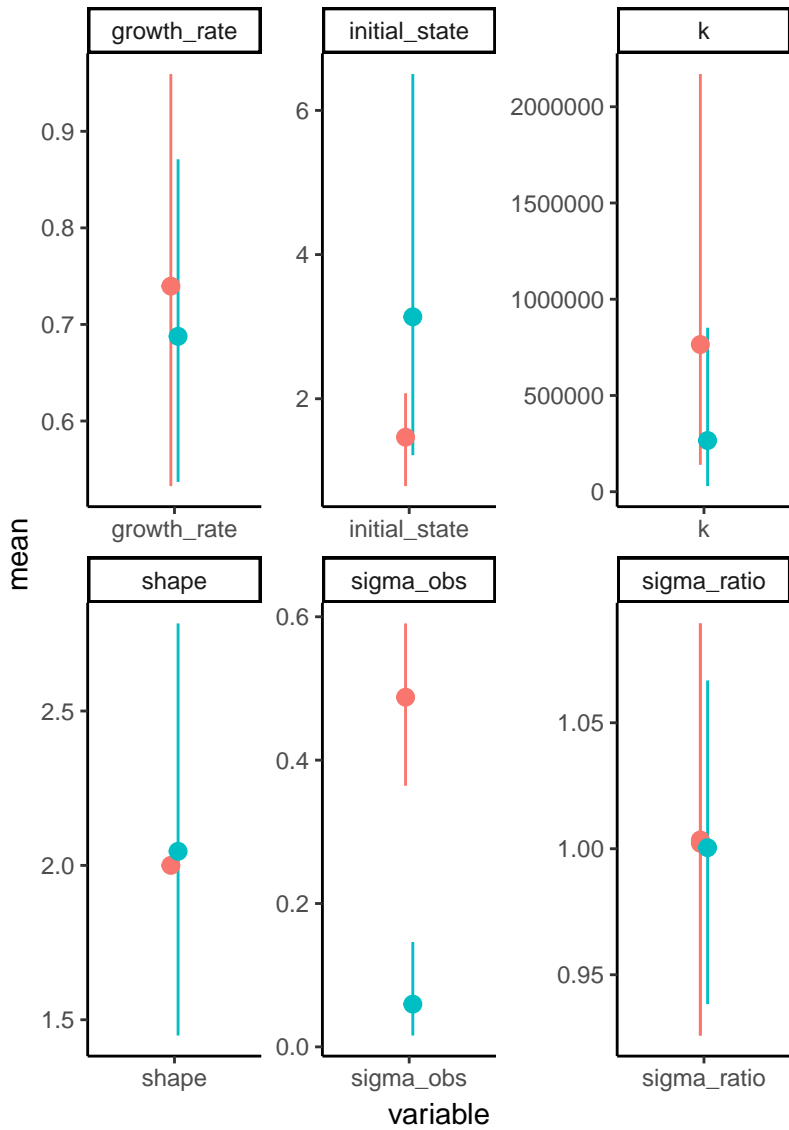 growth_rate
initial_state
k
0.9
0.8
0.7
0.6
6
4
2
2000000
1500000
1000000
500000
0
growth_rate
initial_state
k
mean
shape
sigma_obs
sigma_ratio
2.5
2.0
1.5
0.6
0.4
0.2
0.0
1.05
1.00
0.95
shape
sigma_obs
sigma_ratio
variable